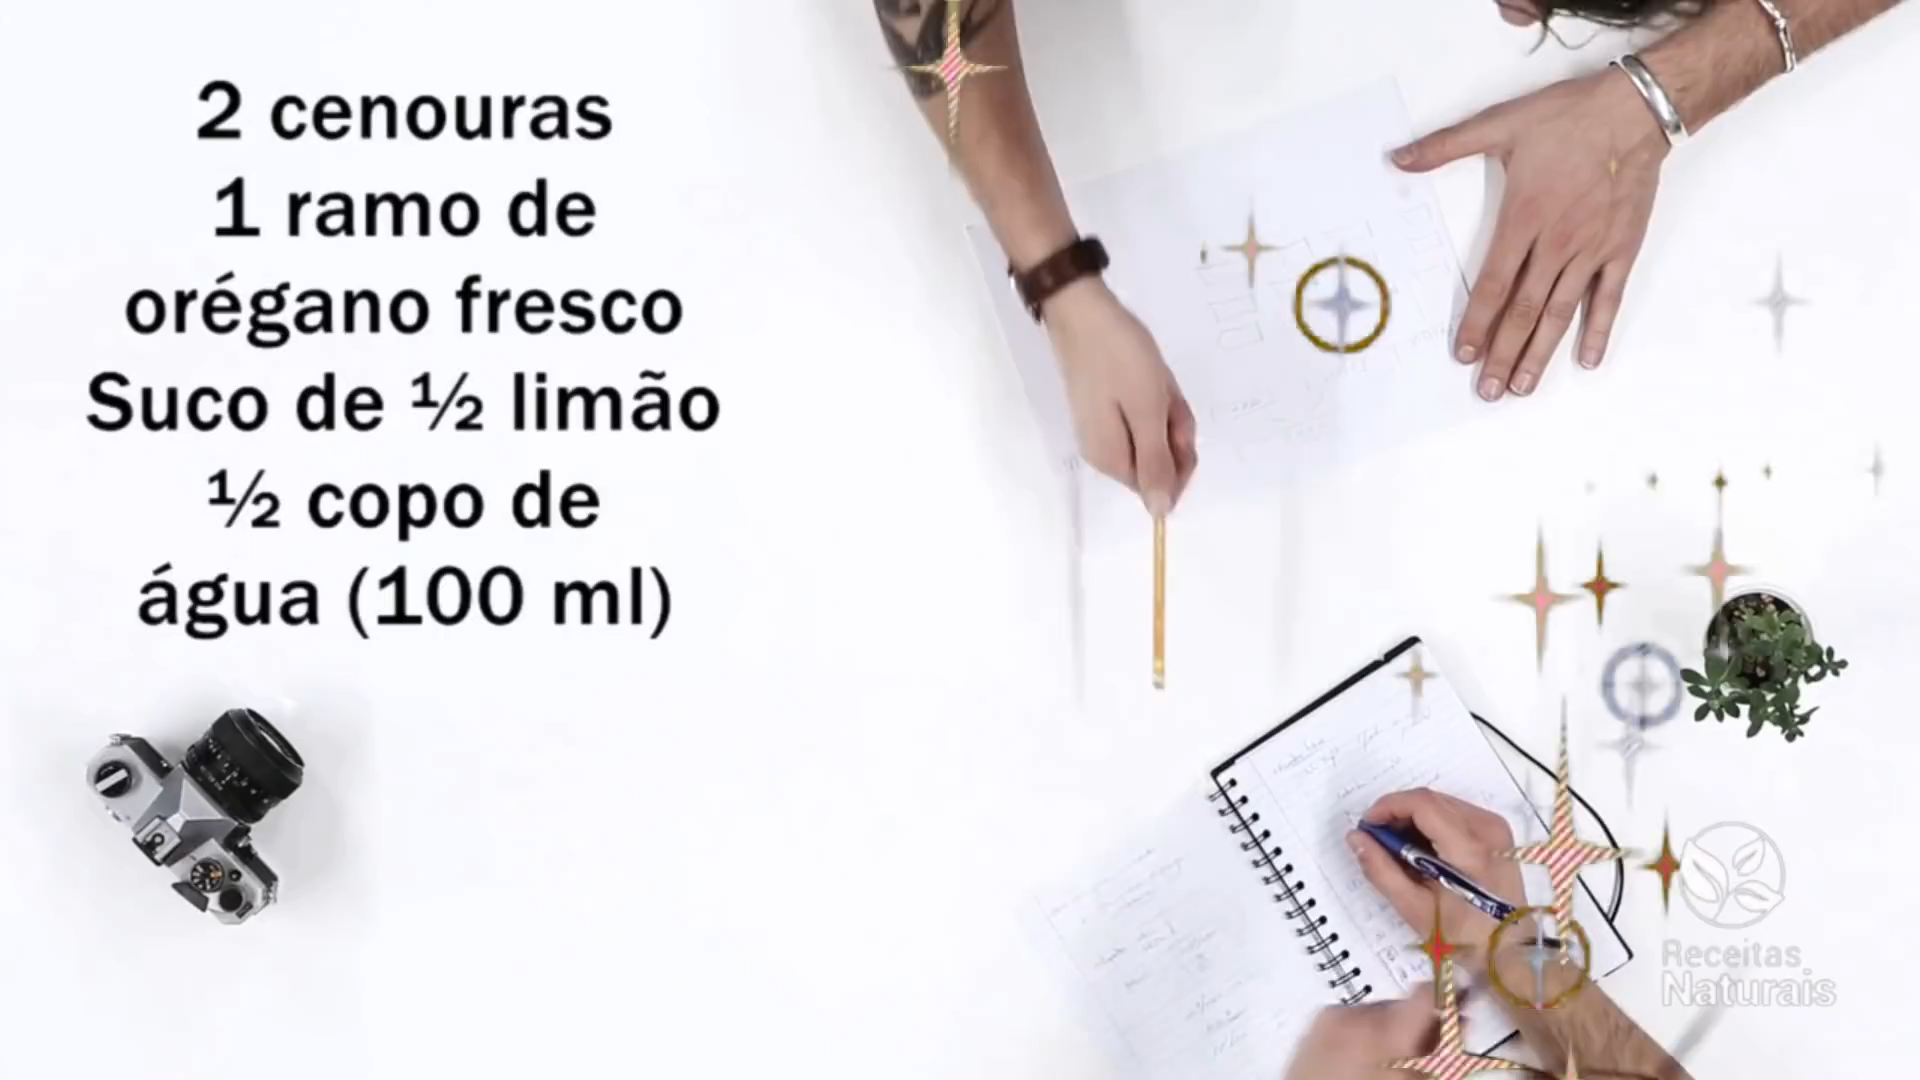 2 cenouras
1 ramo de
orégano fresco
Suco de ½ limão
½ copo de
água (100 ml)
Receitas
Naturais